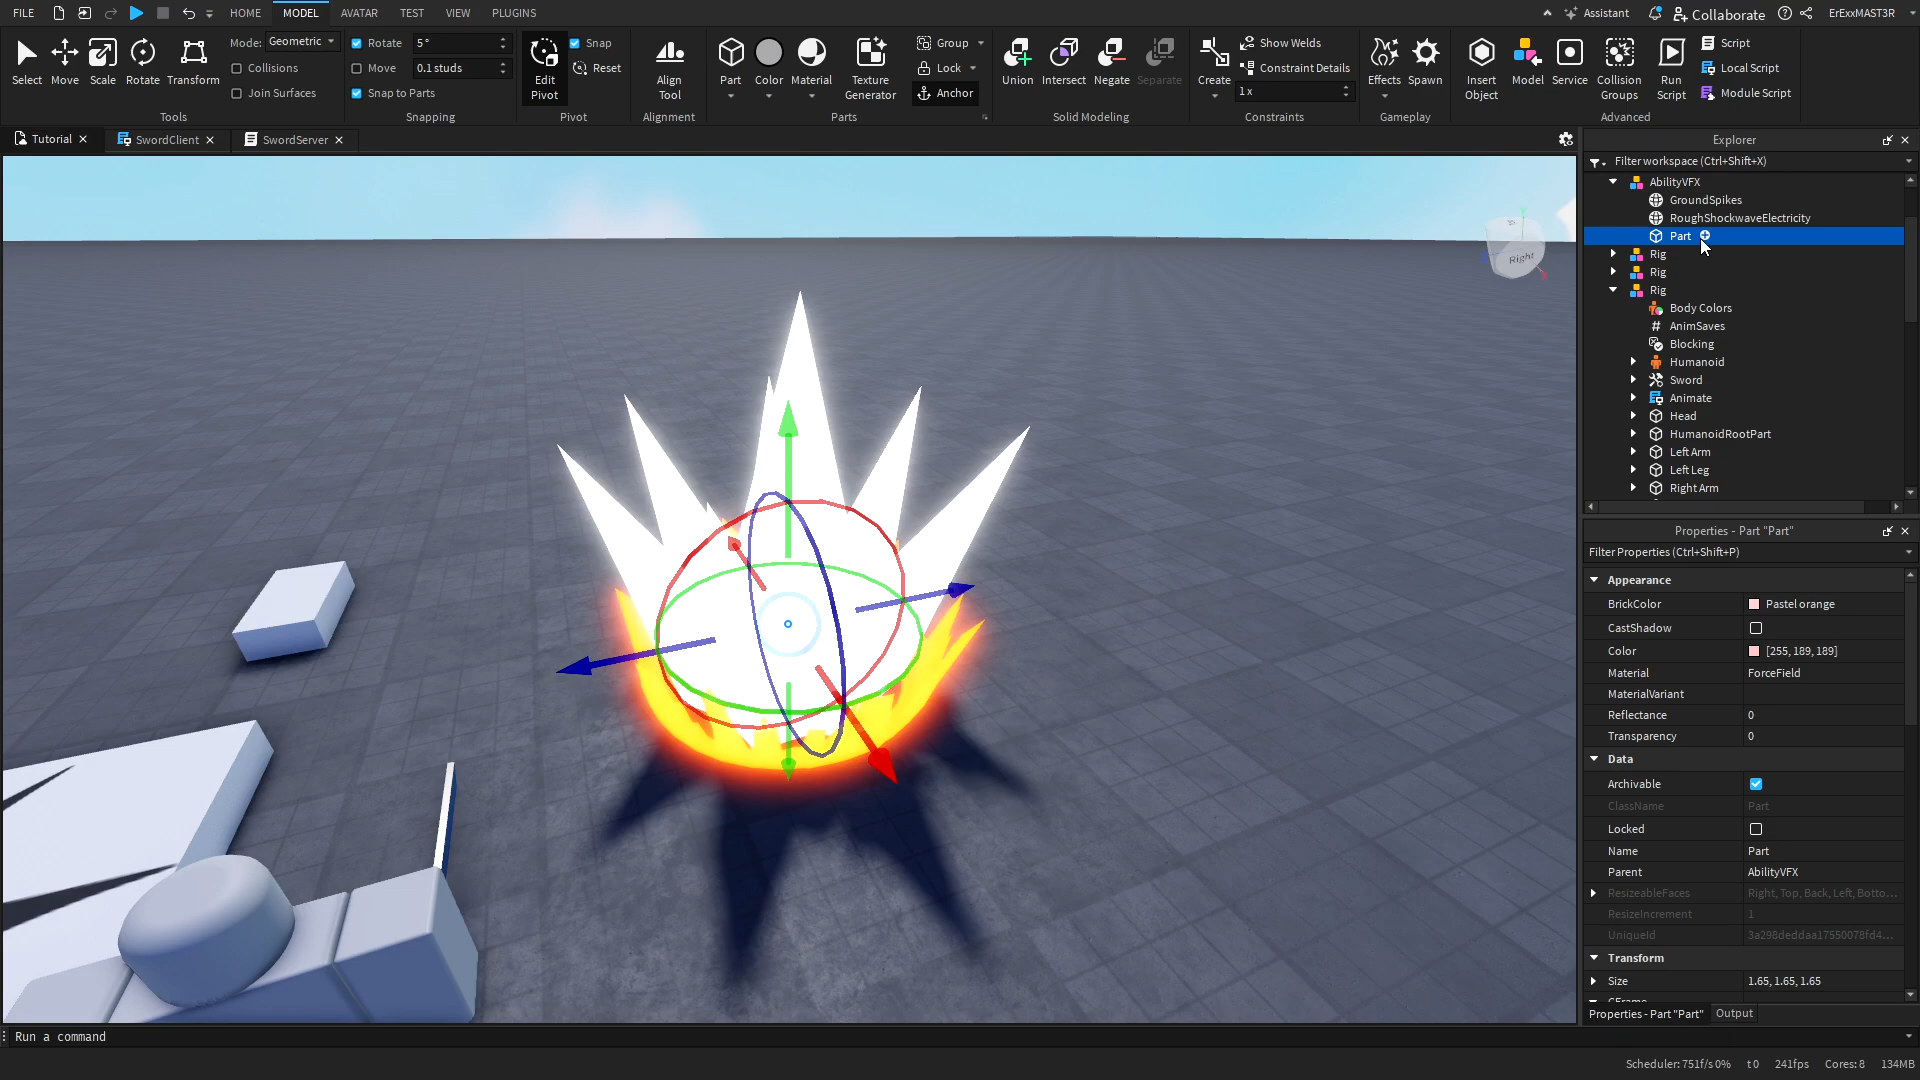 FILE HOME MODEL AVATAR TEST VIEW PLUGINS Assistant Collaborate ErExxMAST3R
Select Move Scale Rotate Transform
Mode: Geometric
Collisions
Join Surfaces
Tools
Rotate 5°
Move 0.1 studs
Snap to Parts
Snapping
Edit Pivot
Snap
Reset
Pivot
Align Tool
Alignment
Part Color Material Texture Generator
Group
Lock
Anchor
Parts
Union Intersect Negate Separate
Solid Modeling
Create
Show Welds
Constraint Details
1 x
Constraints
Effects Spawn
Gameplay
Insert Object
Model Service Collision Groups Run Script
Script
Local Script
Module Script
Advanced
Tutorial SwordClient SwordServer
Right
Explorer
Filter workspace (Ctrl+Shift+X)
AbilityVFX
GroundSpikes
RoughShockwaveElectricity
Part
Rig
Rig
Rig
Body Colors
AnimSaves
Blocking
Humanoid
Sword
Animate
Head
HumanoidRootPart
Left Arm
Left Leg
Right Arm
Properties - Part "Part"
Filter Properties (Ctrl+Shift+P)
Appearance
BrickColor Pastel orange
CastShadow
Color [255, 189, 189]
Material ForceField
MaterialVariant
Reflectance 0
Transparency 0
Data
Archivable
ClassName Part
Locked
Name Part
Parent AbilityVFX
ResizeableFaces Right, Top, Back, Left, Botto...
ResizeIncrement 1
UniqueId 3a298deddaa17550078fd4...
Transform
Size 1.65, 1.65, 1.65
CFrame
Properties - Part "Part" Output
Run a command
Scheduler: 751f/s 0% t 0 241fps Cores: 8 134MB